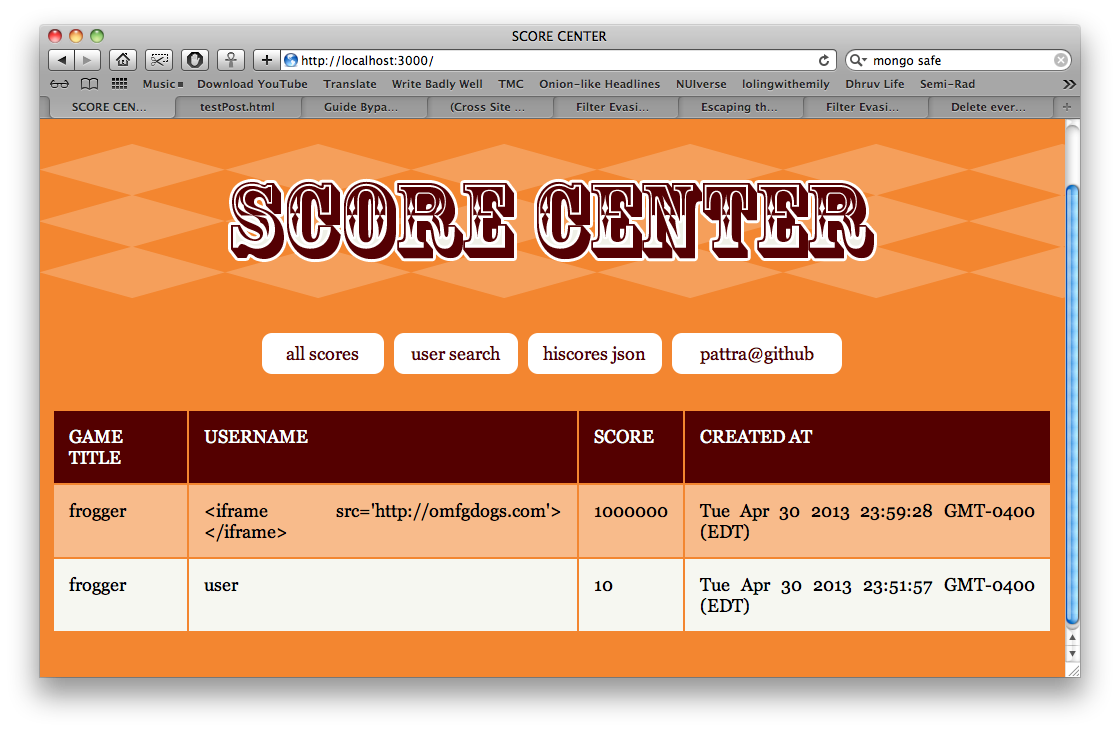 SCORE CENTER
http://localhost:3000/
mongo safe
Music Download YouTube Translate Write Badly Well TMC Onion-like Headlines NUIverse lolingwithemily Dhruv Life Semi-Rad
SCORE CEN... testPost.html Guide Bypa... (Cross Site ... Filter Evasi... Escaping th... Filter Evasi... Delete ever...
SCORE CENTER
all scores user search hiscores json pattra@github
GAME TITLE USERNAME SCORE CREATED AT
frogger <iframe src='http://omfgdogs.com'> 1000000 Tue Apr 30 2013 23:59:28 GMT-0400
</iframe> (EDT)
frogger user 10 Tue Apr 30 2013 23:51:57 GMT-0400
(EDT)